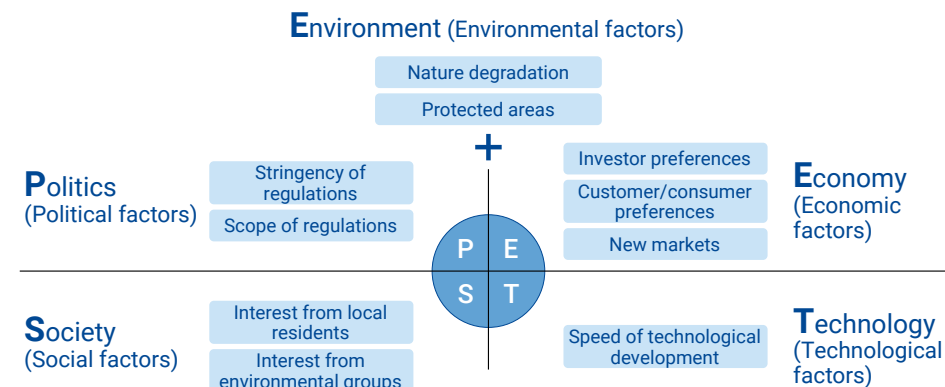 Environment (Environmental factors)
Nature degradation
Protected areas
+
Politics
(Political factors)
Stringency of
regulations
Scope of regulations
Investor preferences
Customer/consumer
preferences
New markets
Economy
(Economic
factors)
P E
S T
Society
(Social factors)
Interest from local
residents
Interest from
environmental groups
Speed of technological
development
Technology
(Technological
factors)